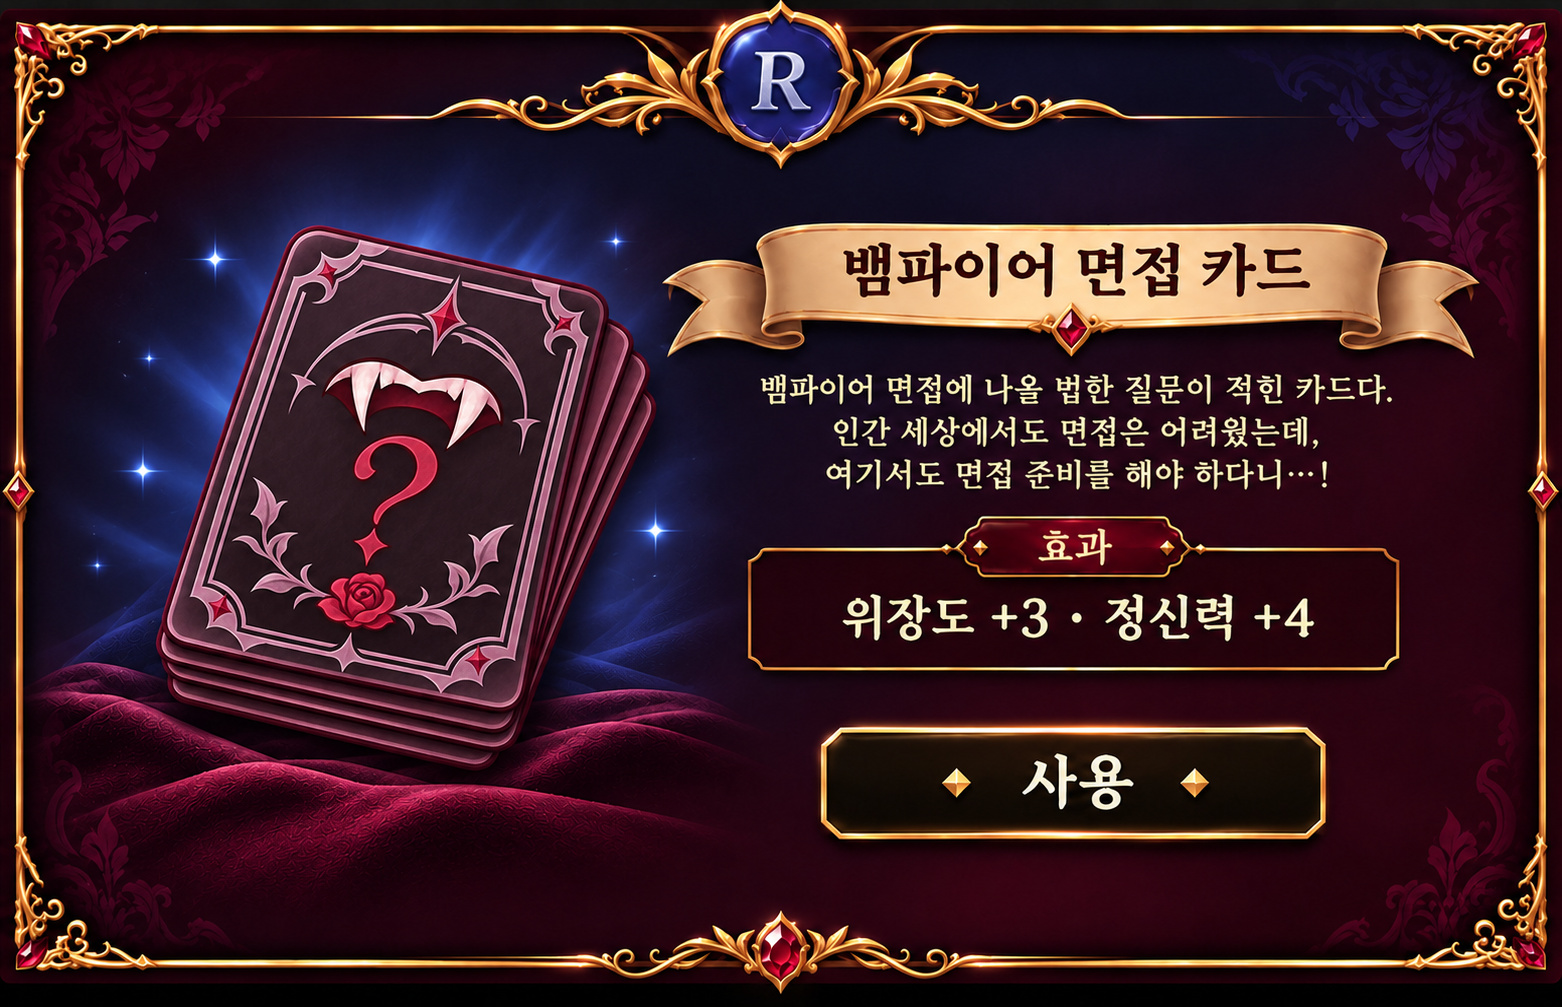 R
뱀파이어 면접 카드
뱀파이어 면접에 나올 법한 질문이 적힌 카드다.
인간 세상에서도 면접은 어려웠는데,
여기서도 면접 준비를 해야 하다니…!
효과
위장도 +3 · 정신력 +4
사용
?